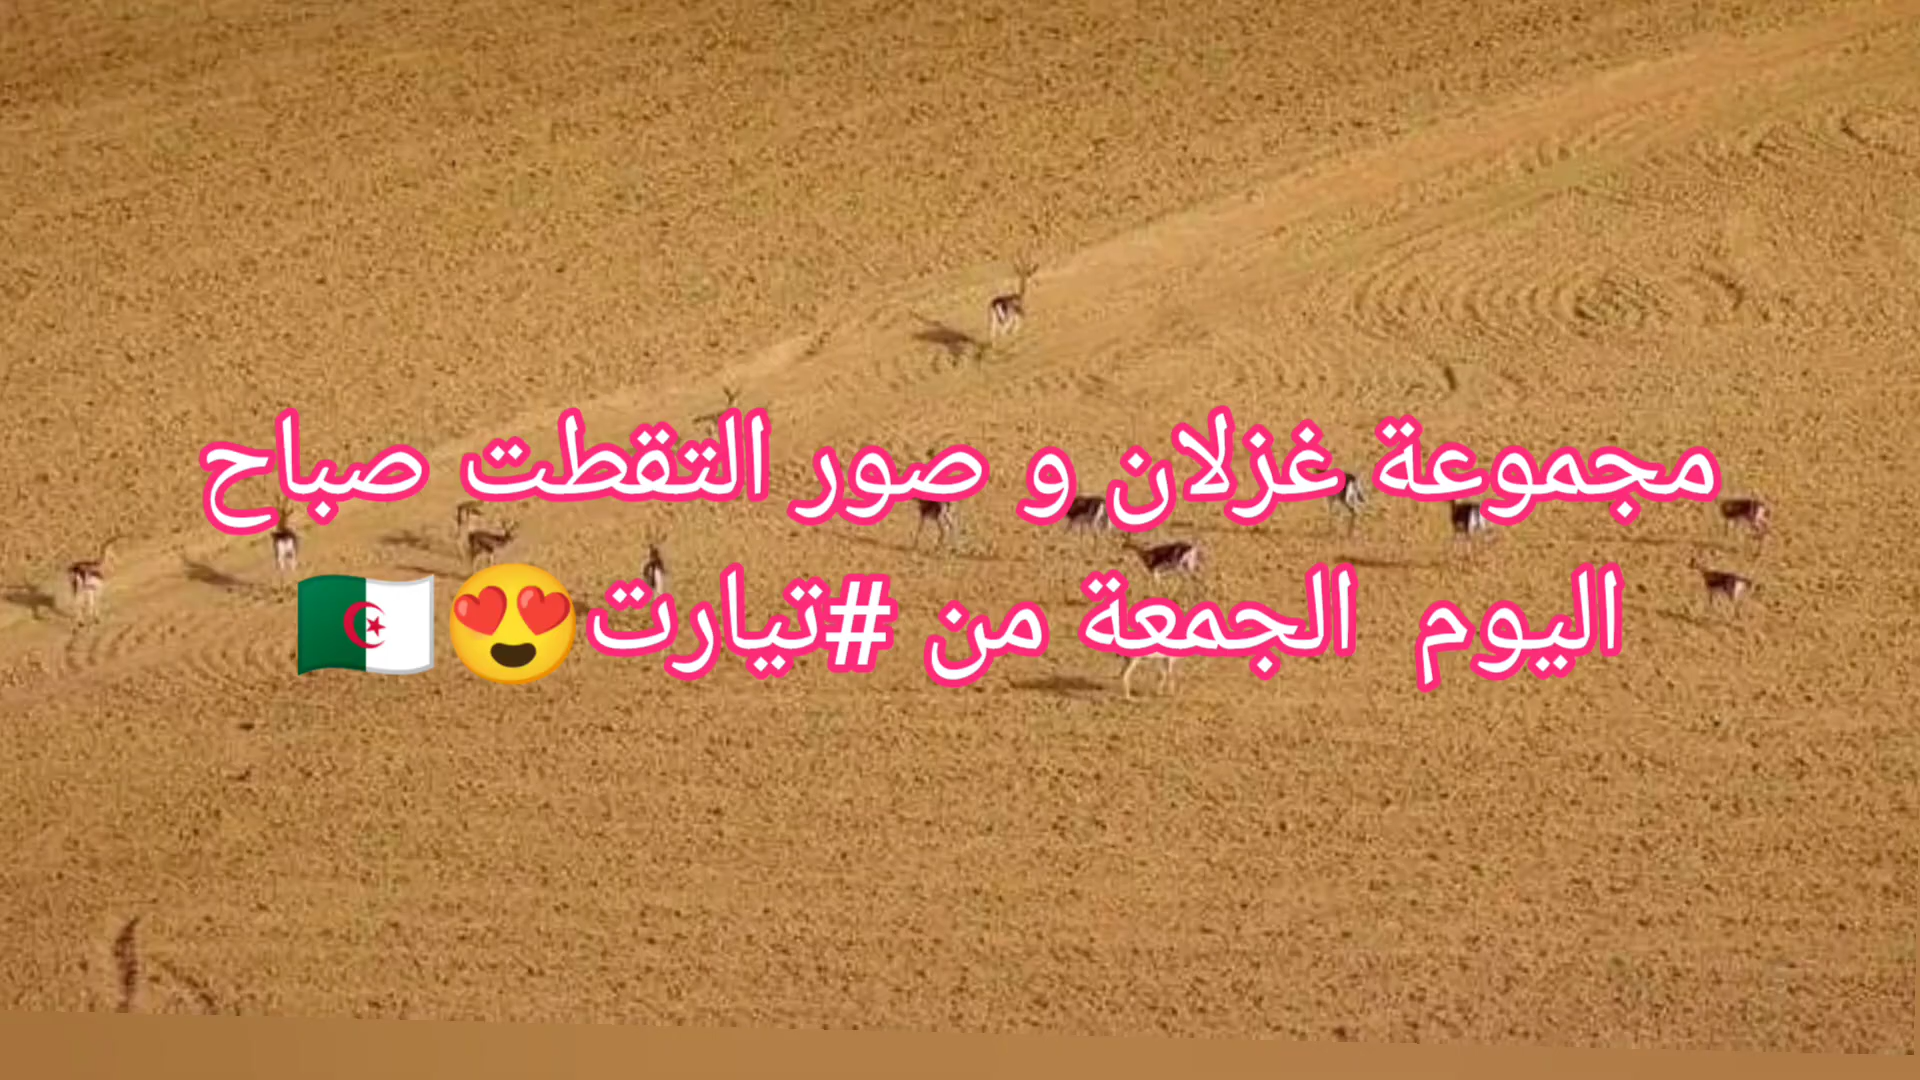 مجموعة غزلان و صور التقطت صباح
اليوم  الجمعة من #تيارت😍🇩🇿